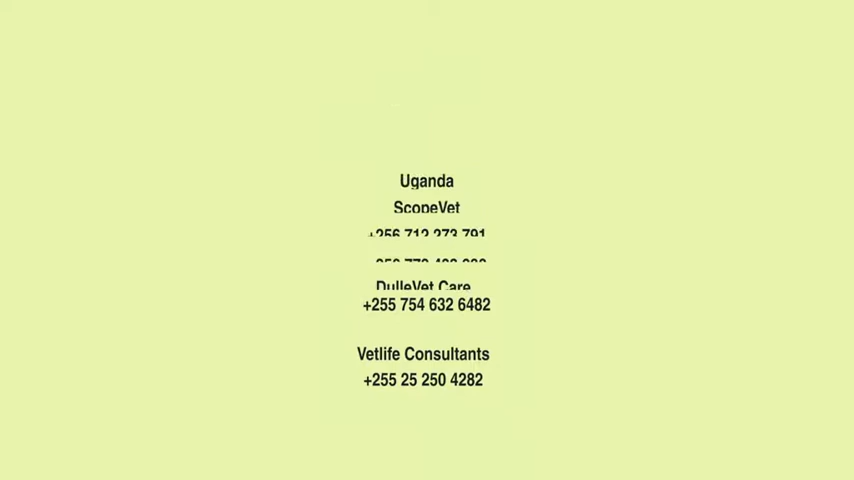 Uganda
ScopeVet
+256 712 273 791
DulleVet Care
+255 754 632 6482
Vetlife Consultants
+255 25 250 4282